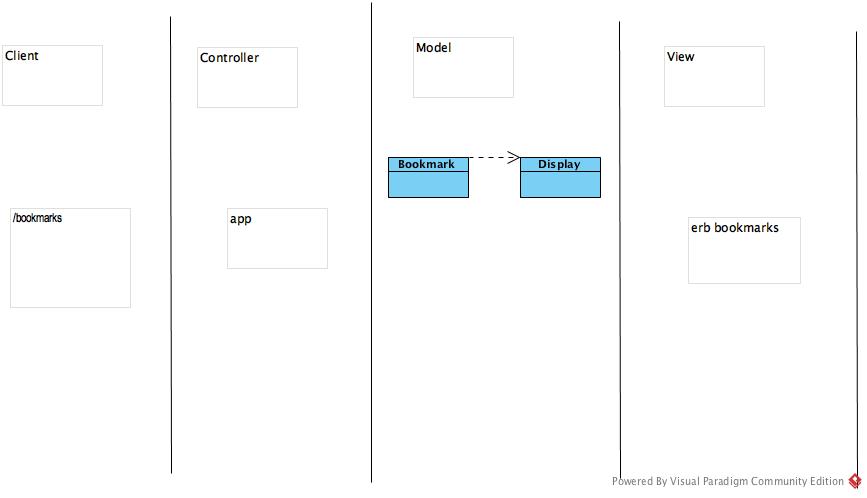 Client
Controller
Model
View
Bookmark
Display
/bookmarks
app
erb bookmarks
Powered By Visual Paradigm Community Edition